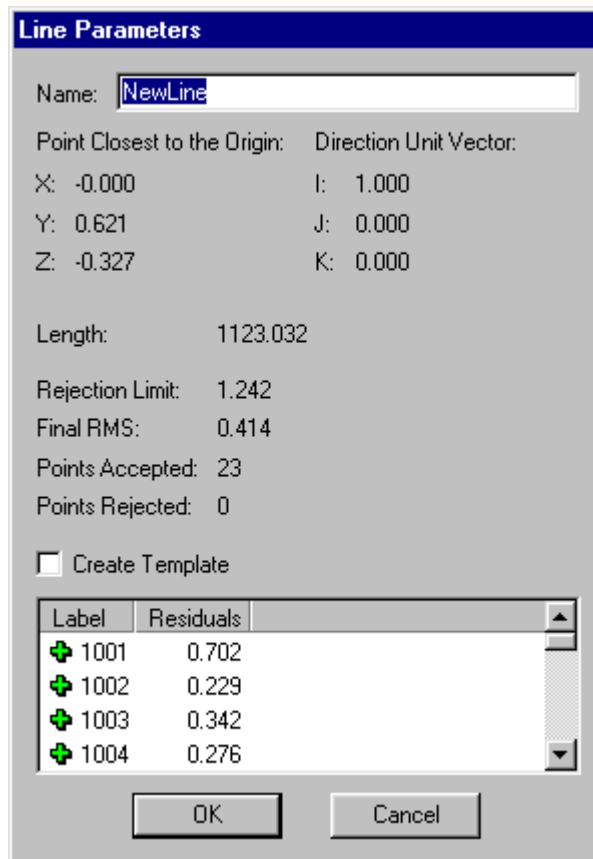 Line Parameters
Name: NewLine
Point Closest to the Origin: Direction Unit Vector:
X: -0.000 I: 1.000
Y: 0.621 J: 0.000
Z: -0.327 K: 0.000
Length: 1123.032
Rejection Limit: 1.242
Final RMS: 0.414
Points Accepted: 23
Points Rejected: 0
Create Template
Label Residuals
1001 0.702
1002 0.229
1003 0.342
1004 0.276
OK Cancel